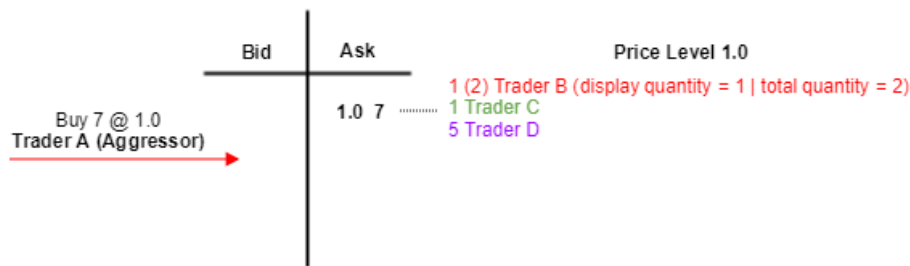 Bid
Ask
Price Level 1.0
1 (2) Trader B (display quantity = 1 | total quantity = 2)
1.0 7
1 Trader C
5 Trader D
Buy 7 @ 1.0
Trader A (Aggressor)